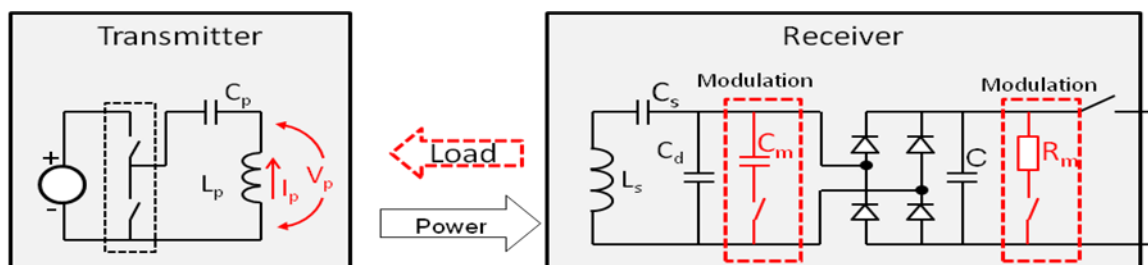 Transmitter
+
-
Cp
Lp
Ip
Vp
Load
Power
Receiver
Modulation
Modulation
Cs
Cd
Cm
Ls
C
Rm